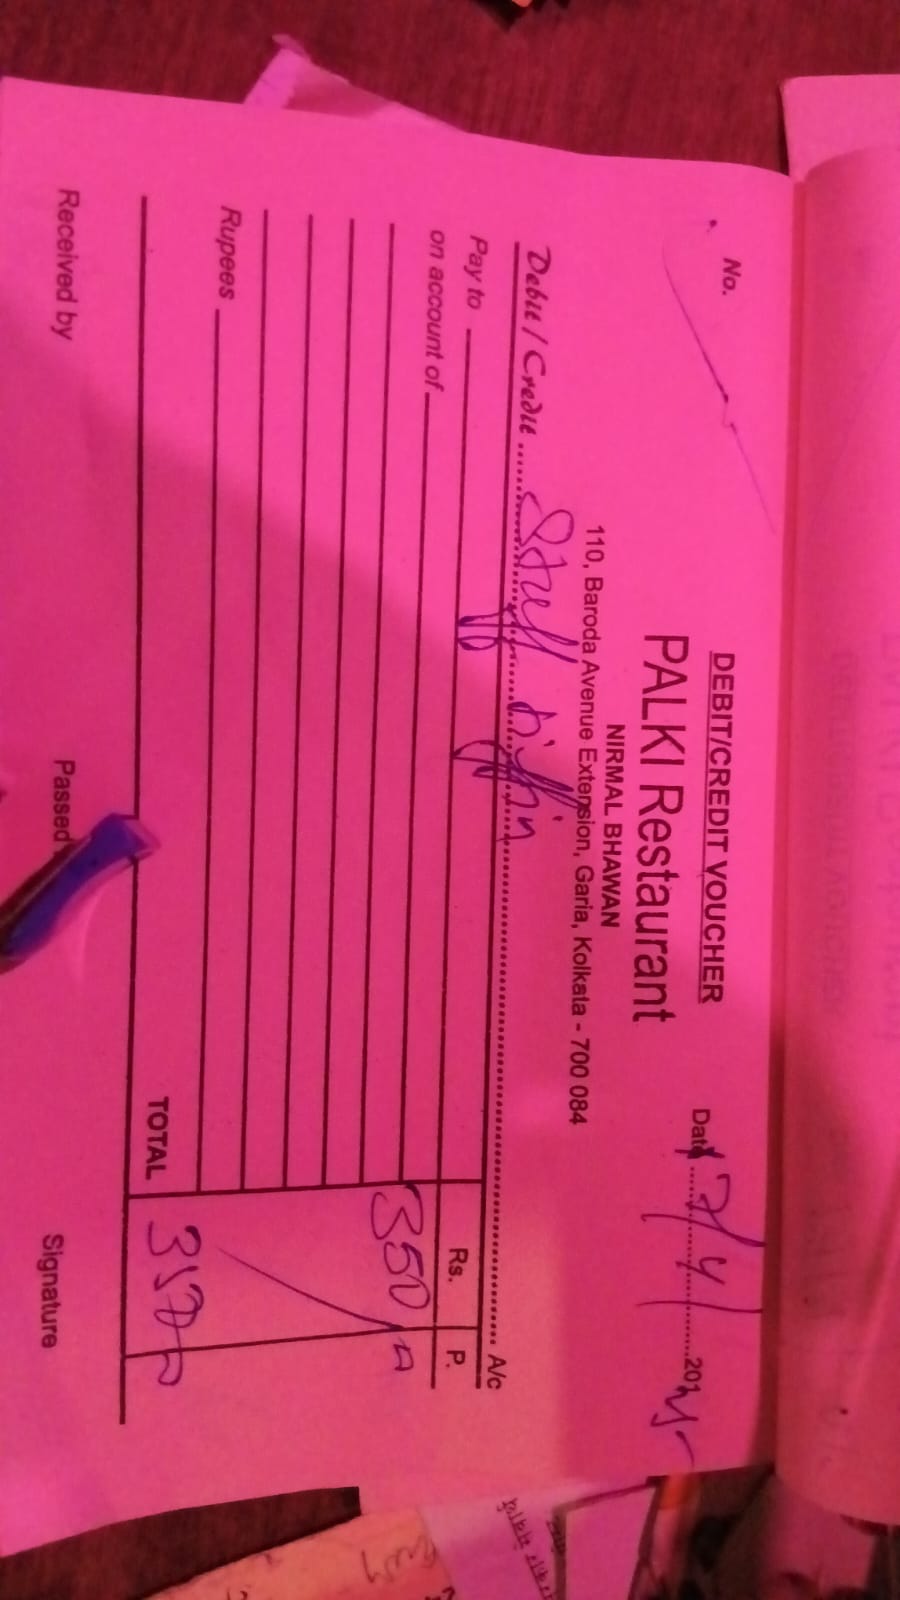 DEBIT/CREDIT VOUCHER
No.
PALKI Restaurant
Date 7/4/ 201
NIRMAL BHAWAN
110, Baroda Avenue Extension, Garia, Kolkata - 700 084
Debit / Credit Staff Tiffin A/c
Pay to Rs. P.
on account of 350
Rupees
TOTAL 350
Received by Passed Signature